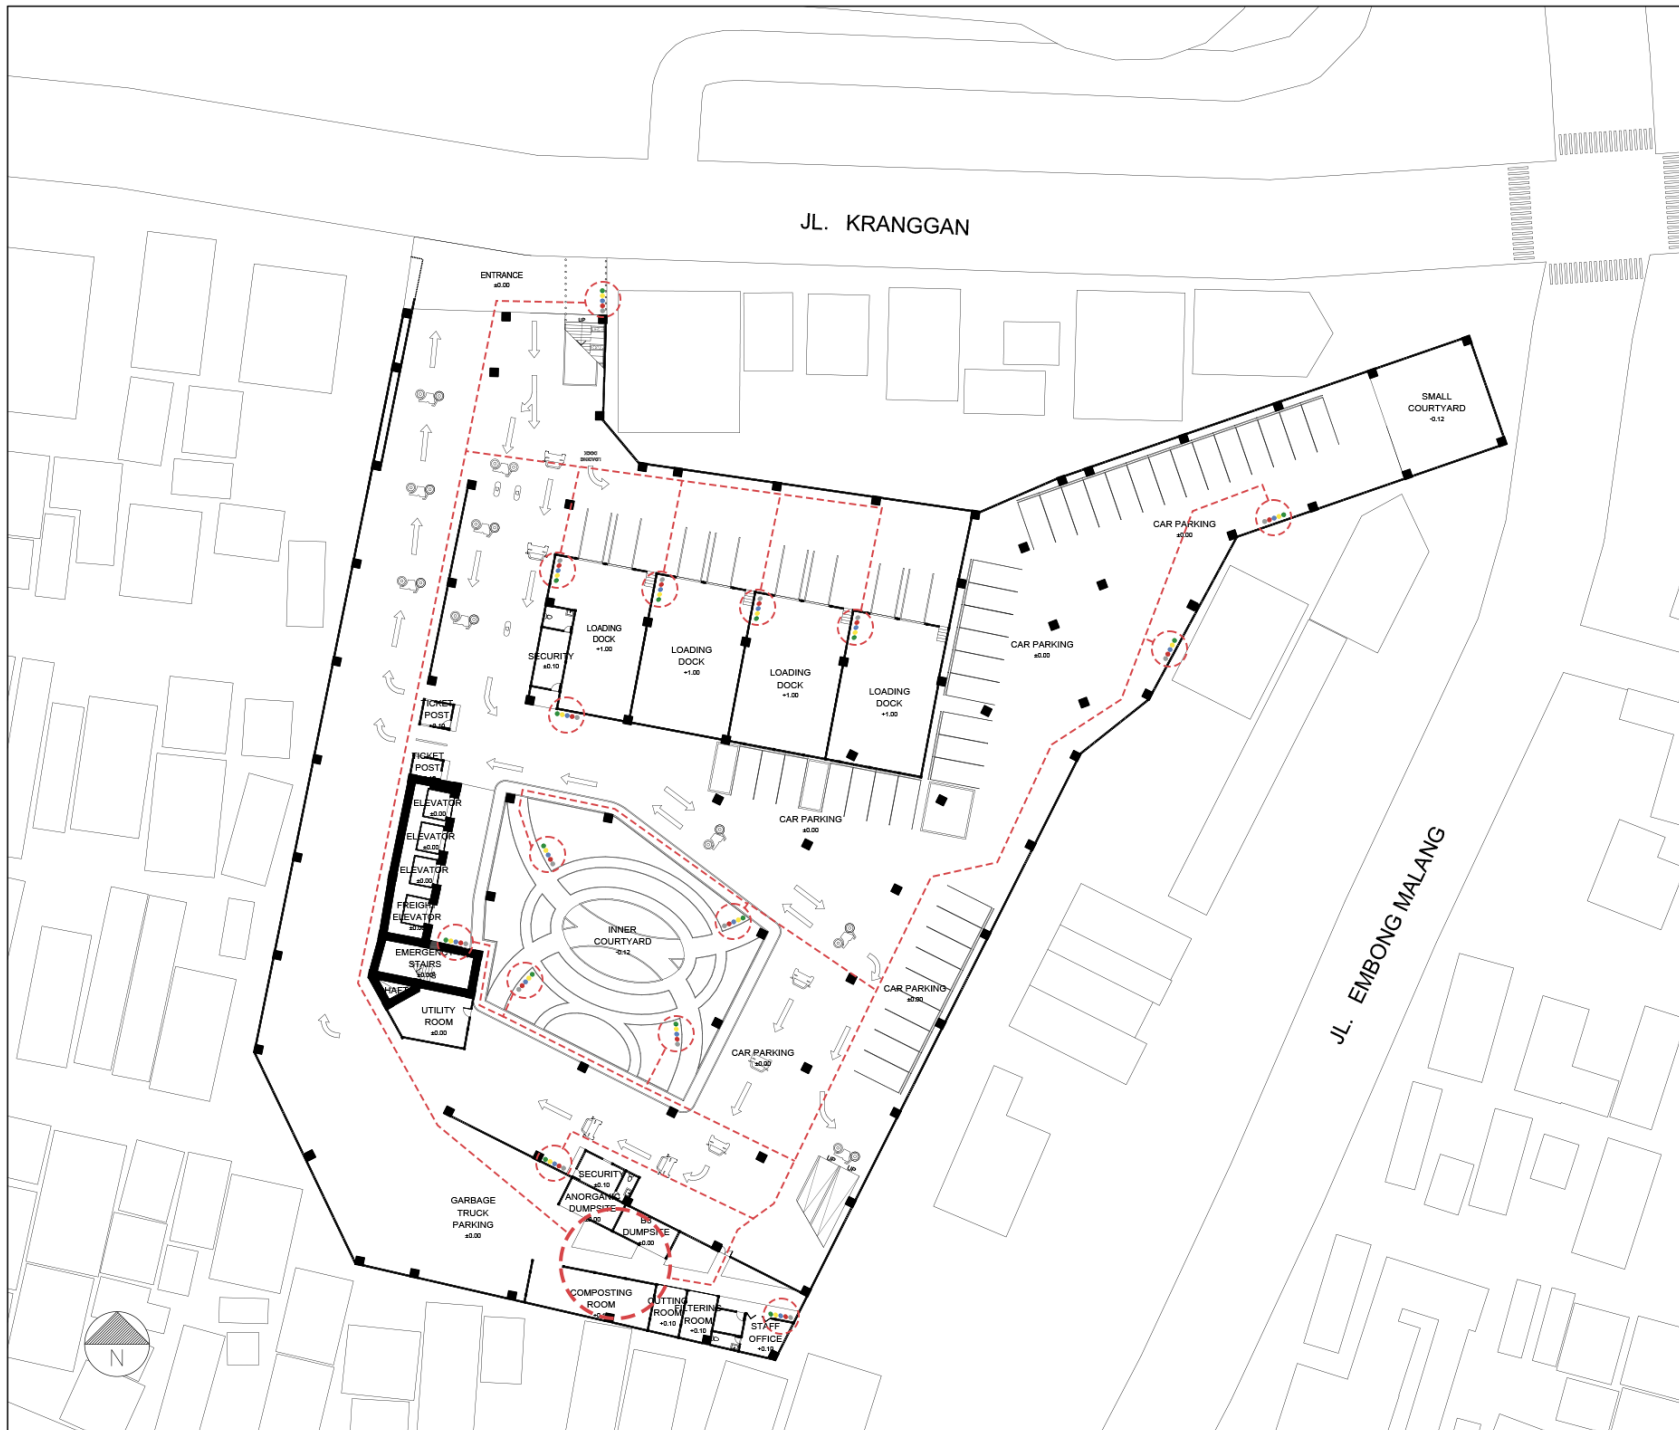 JL. KRANGGAN
ENTRANCE
±0.00
UP
LOADING
DOCK
SMALL
COURTYARD
-0.12
CAR PARKING
±0.00
CAR PARKING
±0.00
LOADING
DOCK
+1.00
SECURITY
±0.10
LOADING
DOCK
+1.00
LOADING
DOCK
+1.00
LOADING
DOCK
+1.00
TICKET
POST
TICKET
POST
ELEVATOR
±0.00
ELEVATOR
±0.00
ELEVATOR
±0.00
FREIGHT
ELEVATOR
±0.00
CAR PARKING
±0.00
JL. EMBONG MALANG
INNER
COURTYARD
-0.12
EMERGENCY
STAIRS
±0.00
UTILITY
ROOM
±0.00
CAR PARKING
±0.00
CAR PARKING
±0.00
UP UP
SECURITY
±0.10
ANORGANIC
DUMPSITE
±0.00
B3
DUMPSITE
±0.00
GARBAGE
TRUCK
PARKING
±0.00
COMPOSTING
ROOM
CUTTING
ROOM
+0.10
FILTERING
ROOM
+0.10
STAFF
OFFICE
+0.10
N